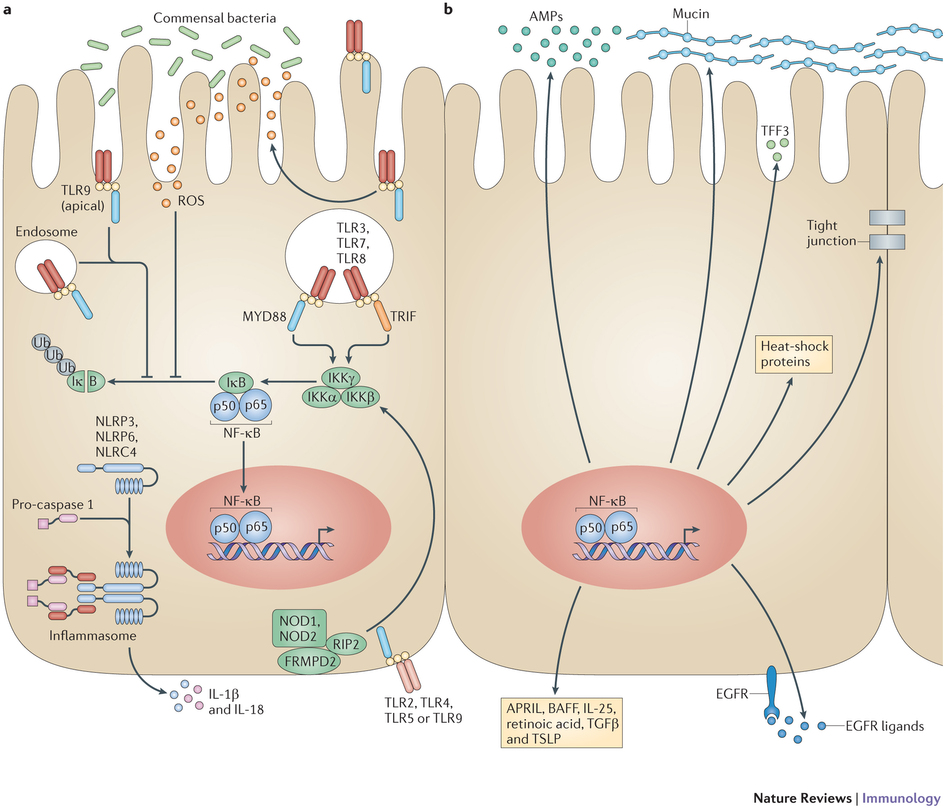 a
Commensal bacteria
TLR9
(apical)
ROS
Endosome
TLR3,
TLR7,
TLR8
MYD88
TRIF
Ub
Ub
Ub
Iκ B
IκB
p50 p65
NF-κB
IKKγ
IKKα IKKβ
NLRP3,
NLRP6,
NLRC4
Pro-caspase 1
NF-κB
p50 p65
Inflammasome
NOD1,
NOD2
RIP2
FRMPD2
IL-1β
and IL-18
TLR2, TLR4,
TLR5 or TLR9
b
AMPs
Mucin
TFF3
Tight
junction
Heat-shock
proteins
NF-κB
p50 p65
APRIL, BAFF, IL-25,
retinoic acid, TGFβ
and TSLP
EGFR
EGFR ligands
Nature Reviews | Immunology